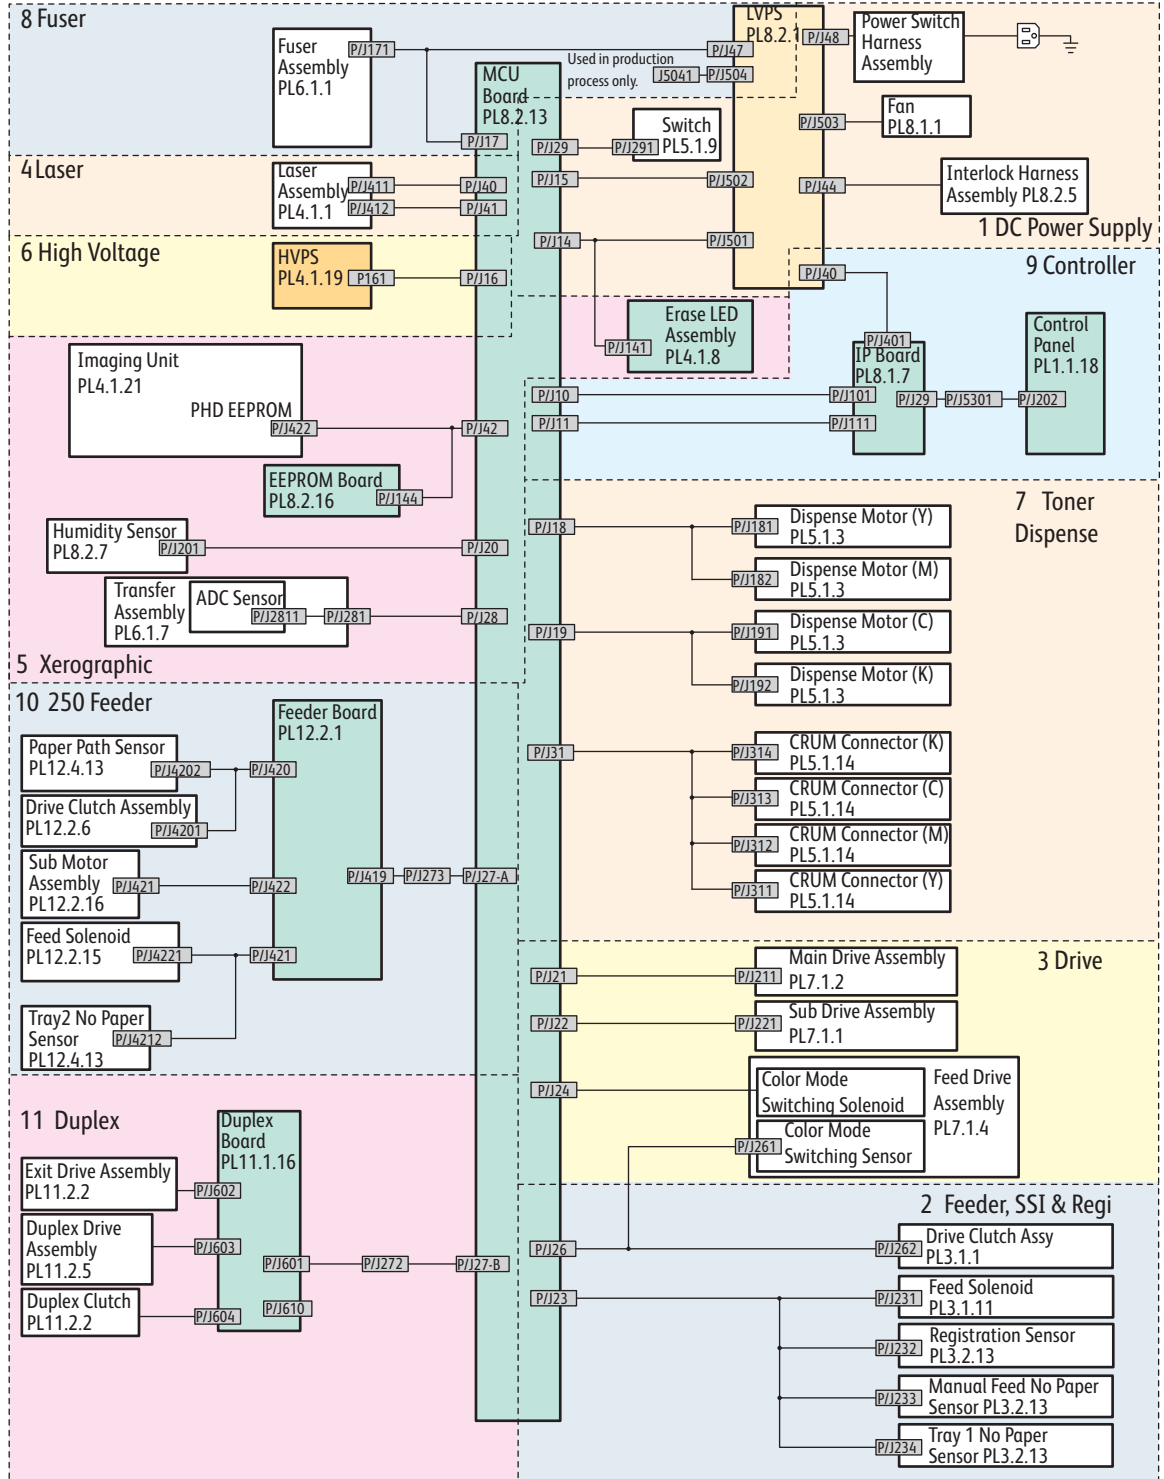 8 Fuser
Fuser
Assembly
PL6.1.1
P/J171
P/J17
MCU
Board
PL8.2.13
Used in production
process only.
J5041
P/J504
P/J47
LVPS
PL8.2.1
P/J48
Power Switch
Harness
Assembly
P/J503
Fan
PL8.1.1
P/J44
Interlock Harness
Assembly PL8.2.5
1 DC Power Supply
P/J29
P/J291
Switch
PL5.1.9
P/J15
P/J502
P/J14
P/J501
P/J40
4 Laser
Laser
Assembly
PL4.1.1
P/J411
P/J412
P/J40
P/J41
6 High Voltage
HVPS
PL4.1.19
P161
P/J16
Erase LED
Assembly
PL4.1.8
P/J141
9 Controller
P/J401
IP Board
PL8.1.7
P/J10
P/J101
P/J11
P/J111
P/J29
P/J5301
P/J202
Control
Panel
PL1.1.18
Imaging Unit
PL4.1.21
PHD EEPROM
P/J422
P/J42
EEPROM Board
PL8.2.16
P/J144
Humidity Sensor
PL8.2.7
P/J201
P/J20
Transfer
Assembly
PL6.1.7
ADC Sensor
P/J2811
P/J281
P/J28
5 Xerographic
7 Toner
Dispense
P/J18
P/J181
Dispense Motor (Y)
PL5.1.3
P/J182
Dispense Motor (M)
PL5.1.3
P/J19
P/J191
Dispense Motor (C)
PL5.1.3
P/J192
Dispense Motor (K)
PL5.1.3
P/J31
P/J314
CRUM Connector (K)
PL5.1.14
P/J313
CRUM Connector (C)
PL5.1.14
P/J312
CRUM Connector (M)
PL5.1.14
P/J311
CRUM Connector (Y)
PL5.1.14
10 250 Feeder
Feeder Board
PL12.2.1
Paper Path Sensor
PL12.4.13
P/J4202
P/J420
Drive Clutch Assembly
PL12.2.6
P/J4201
Sub Motor
Assembly
PL12.2.16
P/J421
P/J422
P/J419
P/J273
P/J27-A
Feed Solenoid
PL12.2.15
P/J4221
P/J421
Tray2 No Paper
Sensor
PL12.4.13
P/J4212
3 Drive
P/J21
P/J211
Main Drive Assembly
PL7.1.2
P/J22
P/J221
Sub Drive Assembly
PL7.1.1
P/J24
Color Mode
Switching Solenoid
Feed Drive
Assembly
PL7.1.4
P/J261
Color Mode
Switching Sensor
11 Duplex
Duplex
Board
PL11.1.16
Exit Drive Assembly
PL11.2.2
P/J602
Duplex Drive
Assembly
PL11.2.5
P/J603
P/J601
P/J272
P/J27-B
Duplex Clutch
PL11.2.2
P/J604
P/J610
2 Feeder, SSI & Regi
P/J26
P/J262
Drive Clutch Assy
PL3.1.1
P/J23
P/J231
Feed Solenoid
PL3.1.11
P/J232
Registration Sensor
PL3.2.13
P/J233
Manual Feed No Paper
Sensor PL3.2.13
P/J234
Tray 1 No Paper
Sensor PL3.2.13